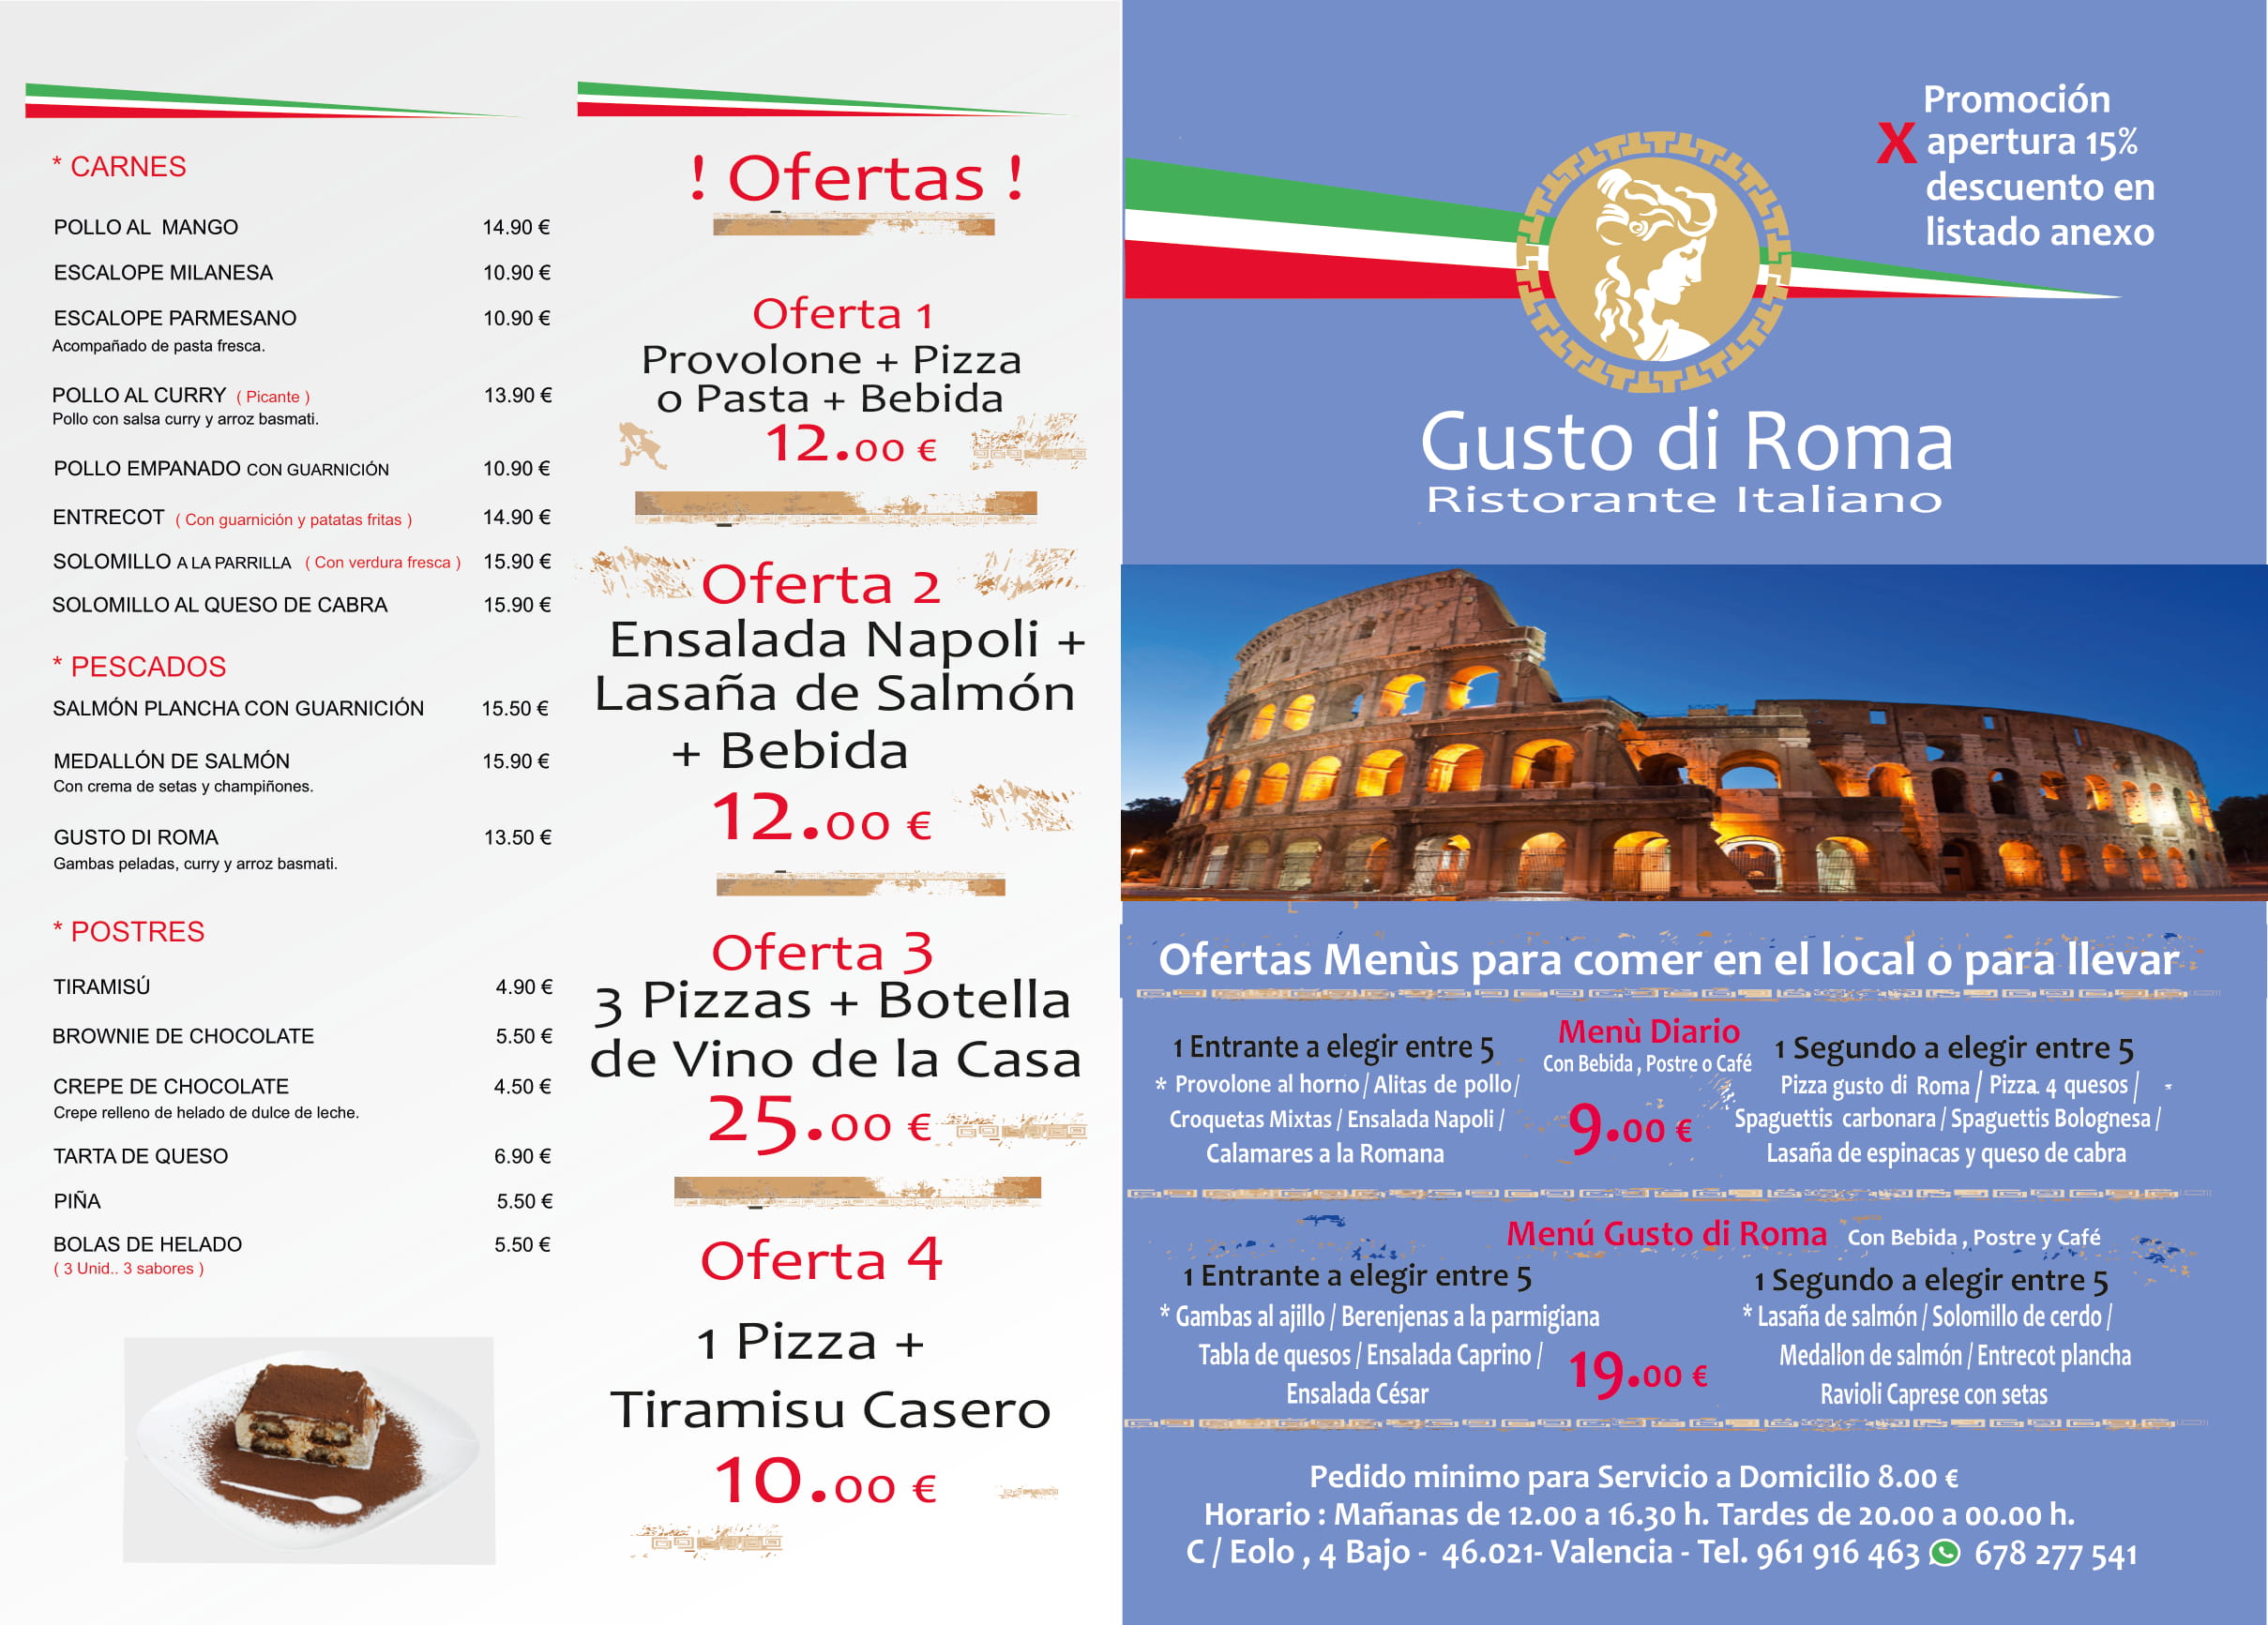 * CARNES
POLLO AL MANGO 14.90 €
ESCALOPE MILANESA 10.90 €
ESCALOPE PARMESANO 10.90 €
Acompañado de pasta fresca.
POLLO AL CURRY ( Picante ) 13.90 €
Pollo con salsa curry y arroz basmati.
POLLO EMPANADO CON GUARNICIÓN 10.90 €
ENTRECOT ( Con guarnición y patatas fritas ) 14.90 €
SOLOMILLO A LA PARRILLA ( Con verdura fresca ) 15.90 €
SOLOMILLO AL QUESO DE CABRA 15.90 €
* PESCADOS
SALMÓN PLANCHA CON GUARNICIÓN 15.50 €
MEDALLÓN DE SALMÓN 15.90 €
Con crema de setas y champiñones.
GUSTO DI ROMA 13.50 €
Gambas peladas, curry y arroz basmati.
* POSTRES
TIRAMISÚ 4.90 €
BROWNIE DE CHOCOLATE 5.50 €
CREPE DE CHOCOLATE 4.50 €
Crepe relleno de helado de dulce de leche.
TARTA DE QUESO 6.90 €
PIÑA 5.50 €
BOLAS DE HELADO 5.50 €
( 3 Unid.. 3 sabores )
! Ofertas !
Oferta 1
Provolone + Pizza
o Pasta + Bebida
12.00 €
Oferta 2
Ensalada Napoli +
Lasaña de Salmón
+ Bebida
12.00 €
Oferta 3
3 Pizzas + Botella
de Vino de la Casa
25.00 €
Oferta 4
1 Pizza +
Tiramisu Casero
10.00 €
Promoción
X apertura 15%
descuento en
listado anexo
Gusto di Roma
Ristorante Italiano
Ofertas Menùs para comer en el local o para llevar
Menù Diario
Con Bebida , Postre o Café
9.00 €
1 Entrante a elegir entre 5
* Provolone al horno / Alitas de pollo /
Croquetas Mixtas / Ensalada Napoli /
Calamares a la Romana
1 Segundo a elegir entre 5
Pizza gusto di Roma / Pizza 4 quesos / *
Spaguettis carbonara / Spaguettis Bolognesa /
Lasaña de espinacas y queso de cabra
Menú Gusto di Roma Con Bebida , Postre y Café
1 Entrante a elegir entre 5
* Gambas al ajillo / Berenjenas a la parmigiana
Tabla de quesos / Ensalada Caprino /
Ensalada César
19.00 €
1 Segundo a elegir entre 5
* Lasaña de salmón / Solomillo de cerdo /
Medallon de salmón / Entrecot plancha
Ravioli Caprese con setas
Pedido minimo para Servicio a Domicilio 8.00 €
Horario : Mañanas de 12.00 a 16.30 h. Tardes de 20.00 a 00.00 h.
C / Eolo , 4 Bajo - 46.021- Valencia - Tel. 961 916 463 678 277 541